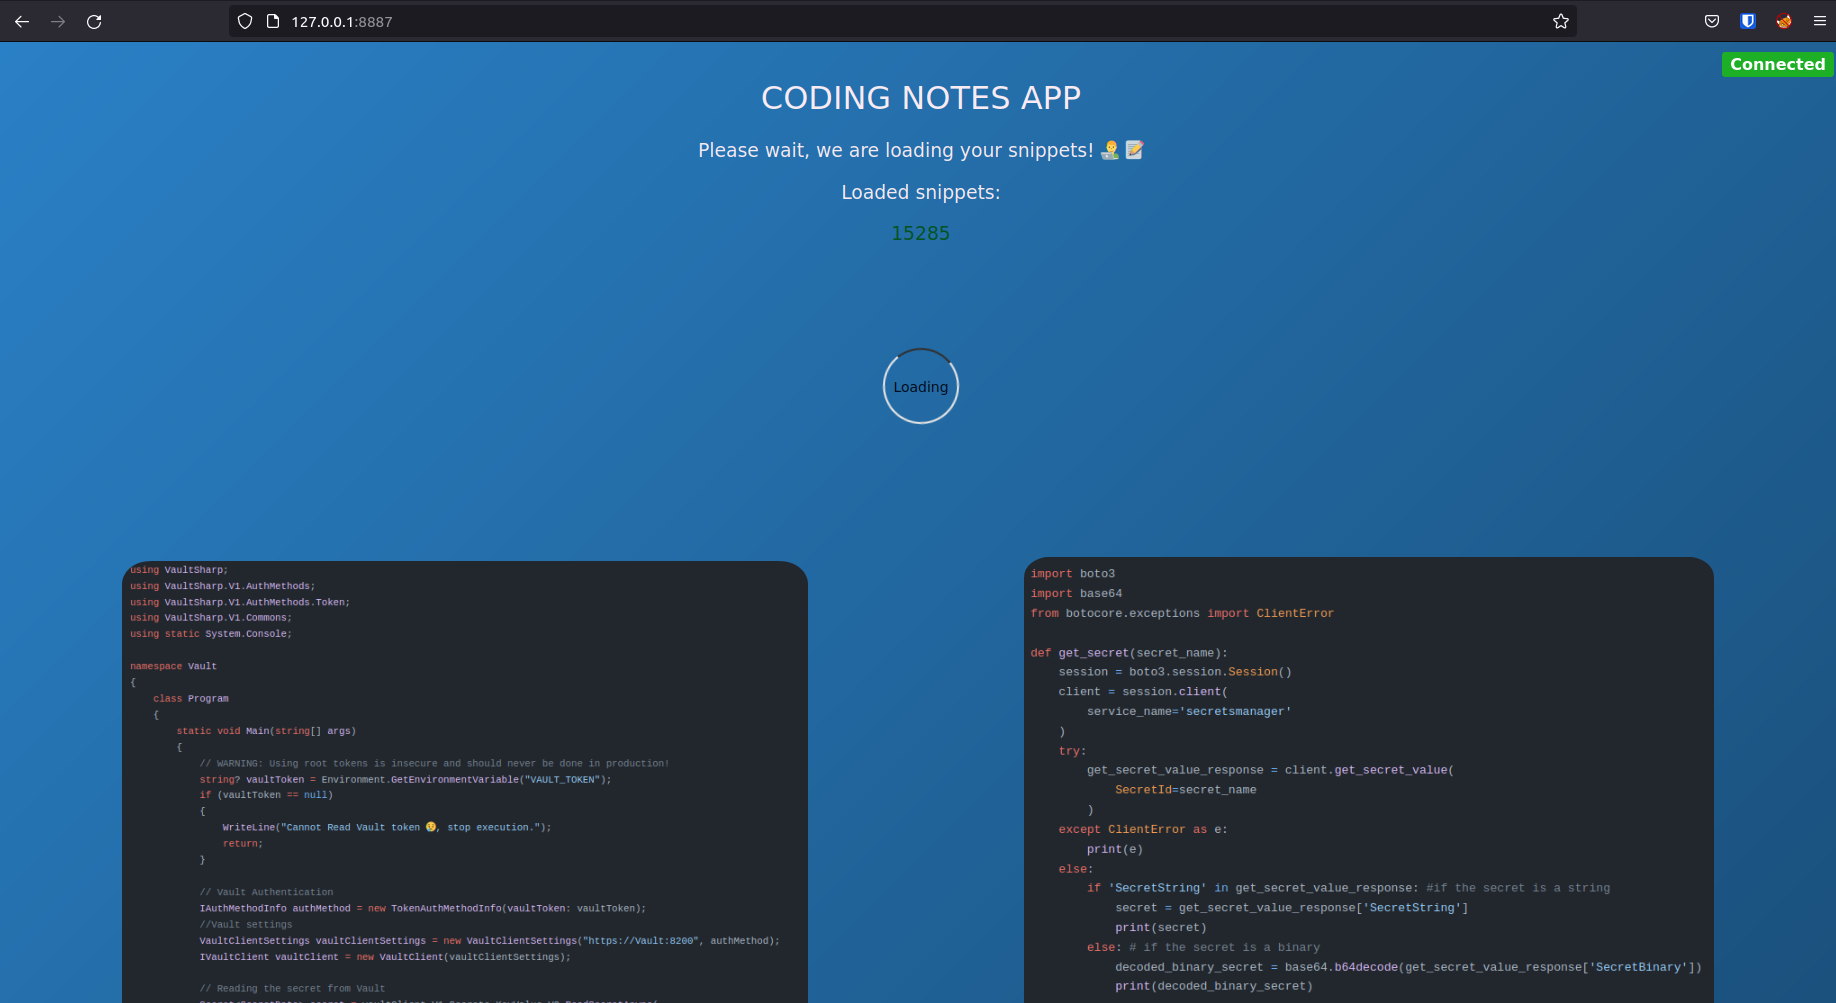 127.0.0.1:8887
Connected
CODING NOTES APP
Please wait, we are loading your snippets! 👨‍💻📝
Loaded snippets:
15285
Loading
using VaultSharp;
using VaultSharp.V1.AuthMethods;
using VaultSharp.V1.AuthMethods.Token;
using VaultSharp.V1.Commons;
using static System.Console;
namespace Vault
{
class Program
{
static void Main(string[] args)
{
// WARNING: Using root tokens is insecure and should never be done in production!
string? vaultToken = Environment.GetEnvironmentVariable("VAULT_TOKEN");
if (vaultToken == null)
{
WriteLine("Cannot Read Vault token 😢, stop execution.");
return;
}
// Vault Authentication
IAuthMethodInfo authMethod = new TokenAuthMethodInfo(vaultToken: vaultToken);
//Vault settings
VaultClientSettings vaultClientSettings = new VaultClientSettings("https://Vault:8200", authMethod);
IVaultClient vaultClient = new VaultClient(vaultClientSettings);
// Reading the secret from Vault
import boto3
import base64
from botocore.exceptions import ClientError
def get_secret(secret_name):
session = boto3.session.Session()
client = session.client(
service_name='secretsmanager'
)
try:
get_secret_value_response = client.get_secret_value(
SecretId=secret_name
)
except ClientError as e:
print(e)
else:
if 'SecretString' in get_secret_value_response: #if the secret is a string
secret = get_secret_value_response['SecretString']
print(secret)
else: # if the secret is a binary
decoded_binary_secret = base64.b64decode(get_secret_value_response['SecretBinary'])
print(decoded_binary_secret)